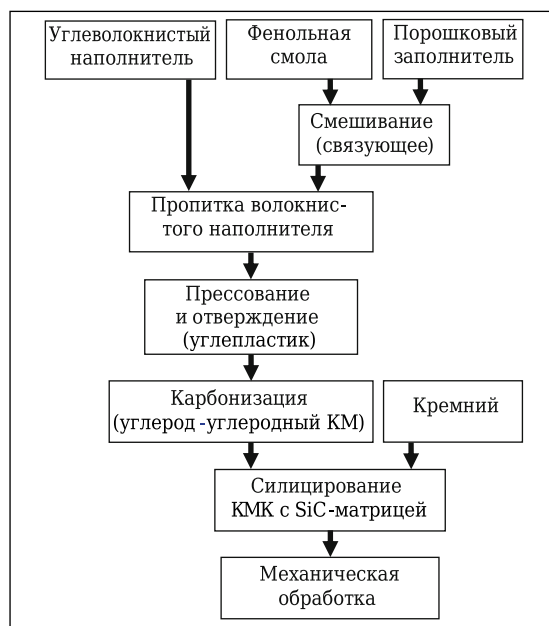 Углеволокнистый
наполнитель
Фенольная
смола
Порошковый
заполнитель
Смешивание
(связующее)
Пропитка волокнис-
того наполнителя
Прессование
и отверждение
(углепластик)
Карбонизация
(углерод-углеродный КМ)
Кремний
Силицирование
КМК с SiC-матрицей
Механическая
обработка